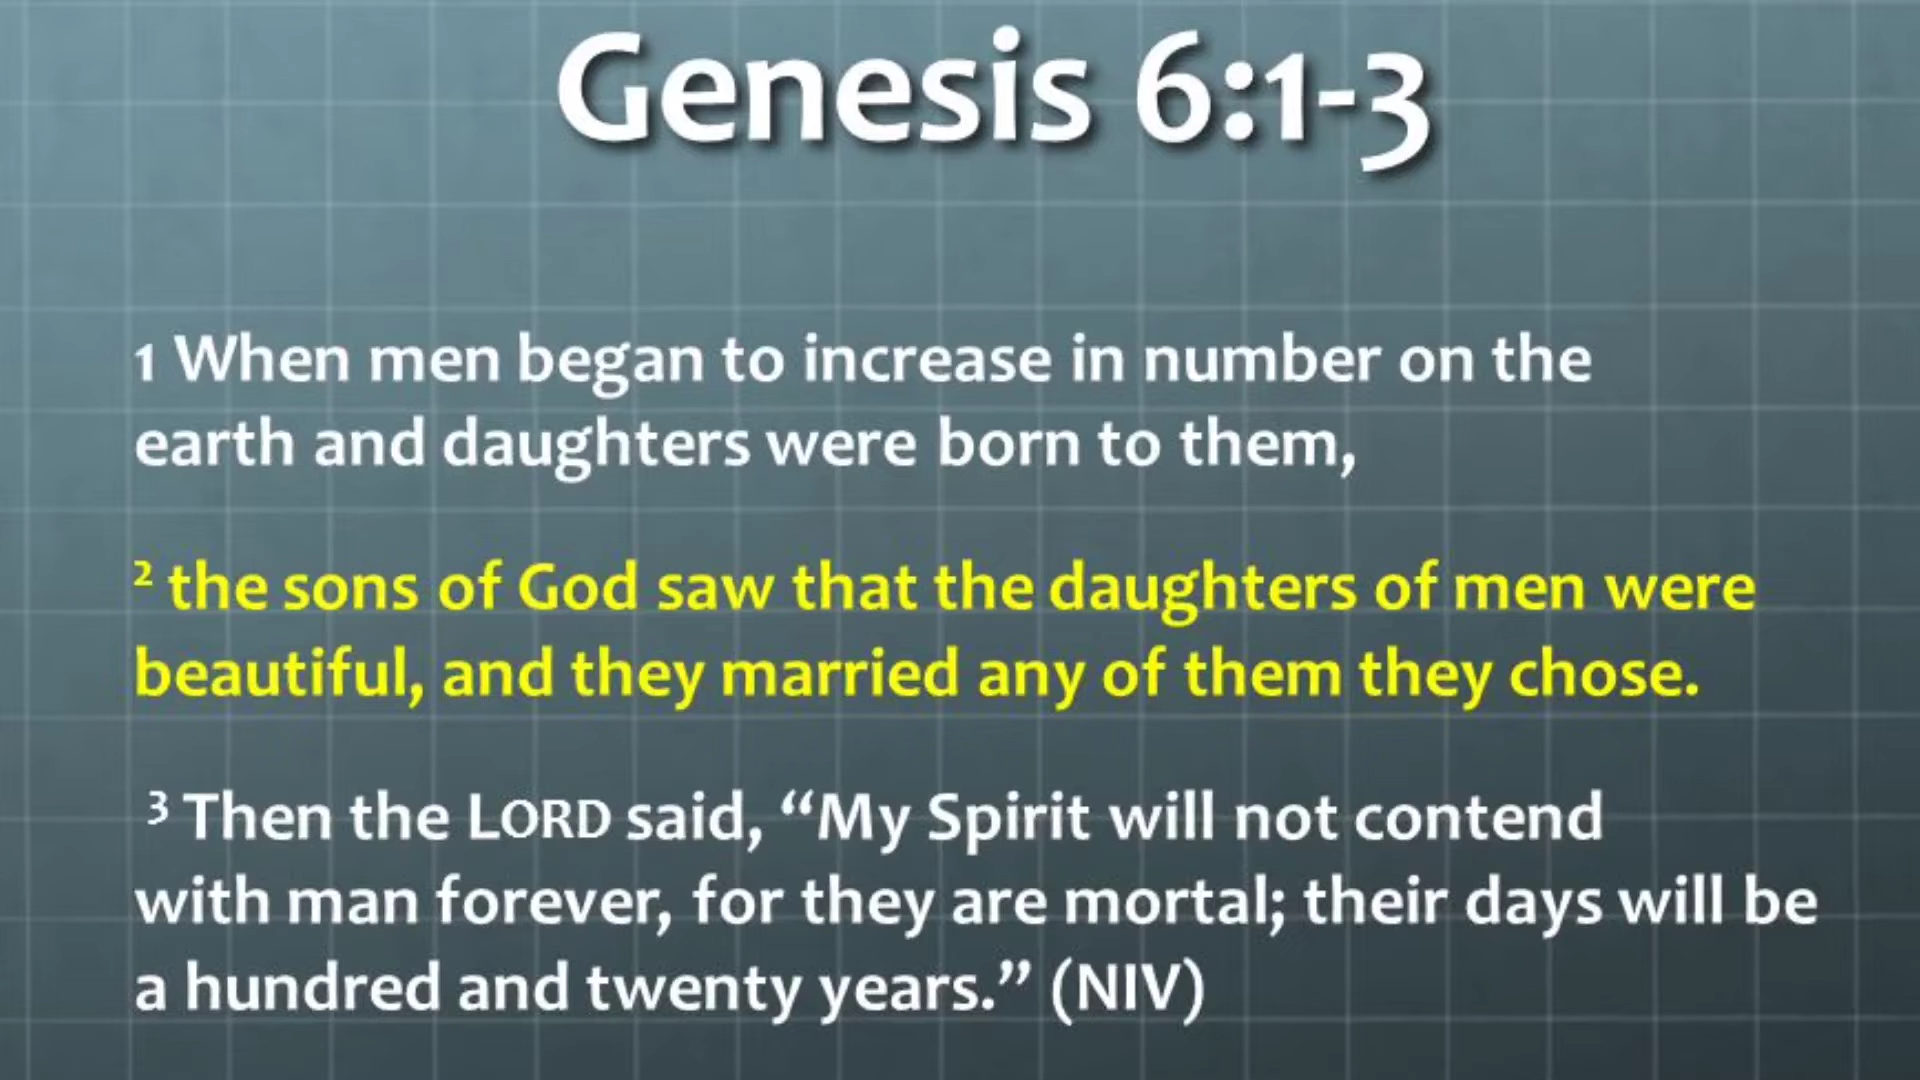 Genesis 6:1-3
1 When men began to increase in number on the
earth and daughters were born to them,
2 the sons of God saw that the daughters of men were
beautiful, and they married any of them they chose.
3 Then the LORD said, “My Spirit will not contend
with man forever, for they are mortal; their days will be
a hundred and twenty years.” (NIV)